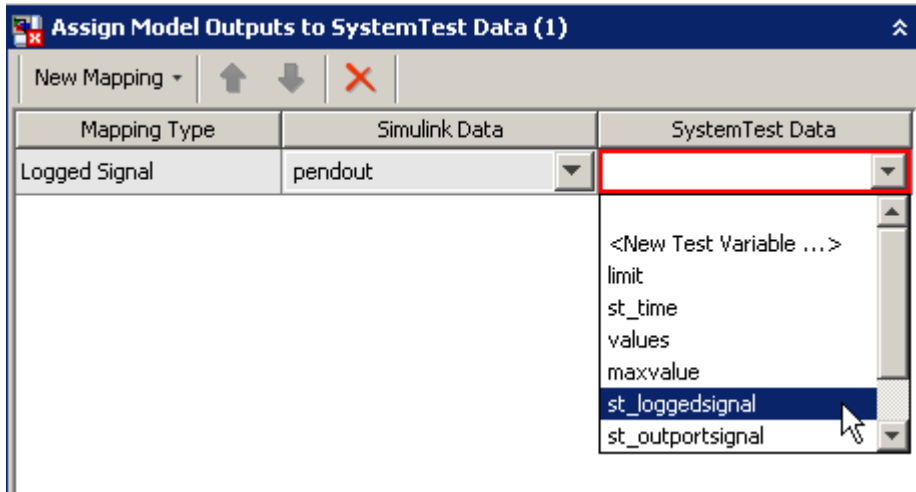 Assign Model Outputs to SystemTest Data (1)
New Mapping
Mapping Type Simulink Data SystemTest Data
Logged Signal pendout
<New Test Variable ...>
limit
st_time
values
maxvalue
st_loggedsignal
st_outportsignal